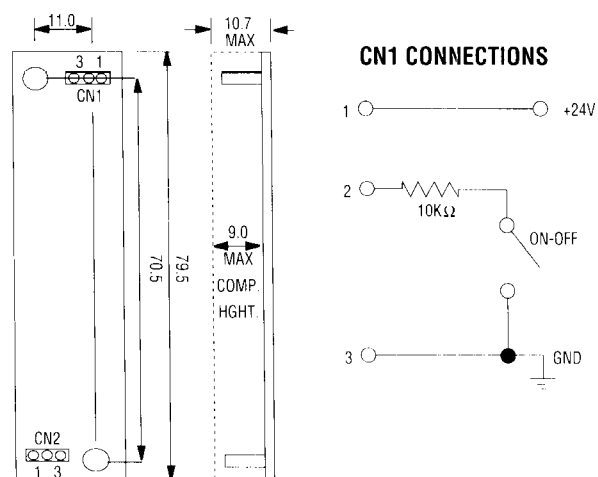 11.0
3 1
CN1
70.5
79.5
CN2
1 3
10.7
MAX
9.0
MAX
COMP.
HGHT.
CN1 CONNECTIONS
1 +24V
2
10KΩ
ON-OFF
3 GND